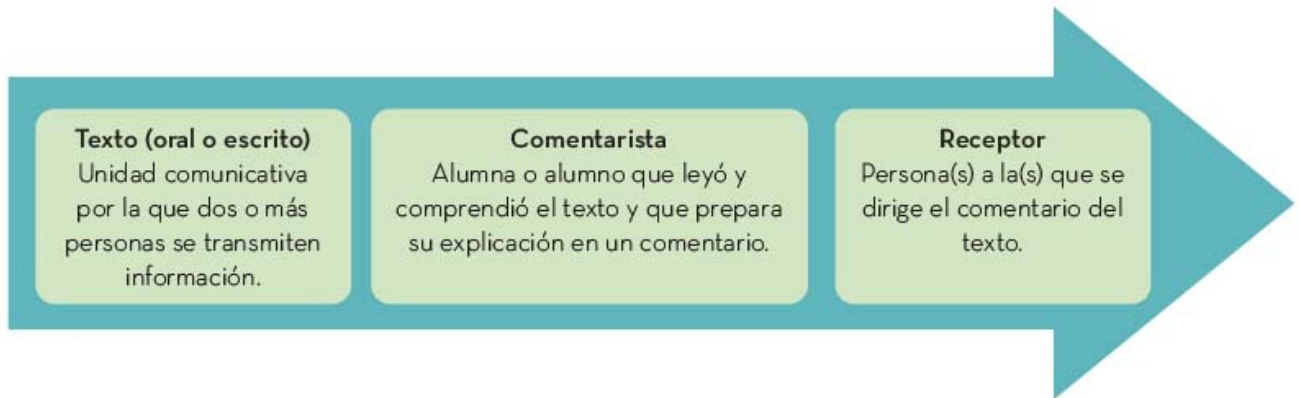 Texto (oral o escrito)
Unidad comunicativa
por la que dos o más
personas se transmiten
información.
Comentarista
Alumna o alumno que leyó y
comprendió el texto y que prepara
su explicación en un comentario.
Receptor
Persona(s) a la(s) que se
dirige el comentario del
texto.